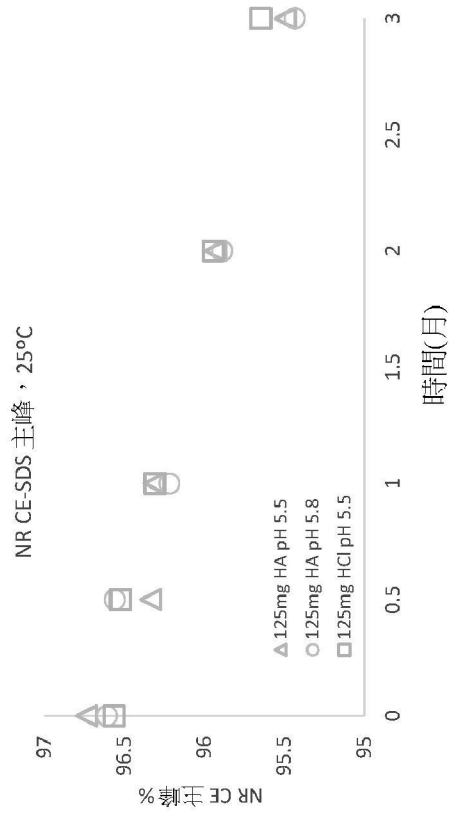 NR CE-SDS 主峰，25°C
NR CE 主峰%
97
96.5
96
95.5
95
0
0.5
1
1.5
2
2.5
3
時間(月)
125mg HA pH 5.5
125mg HA pH 5.8
125mg HCl pH 5.5